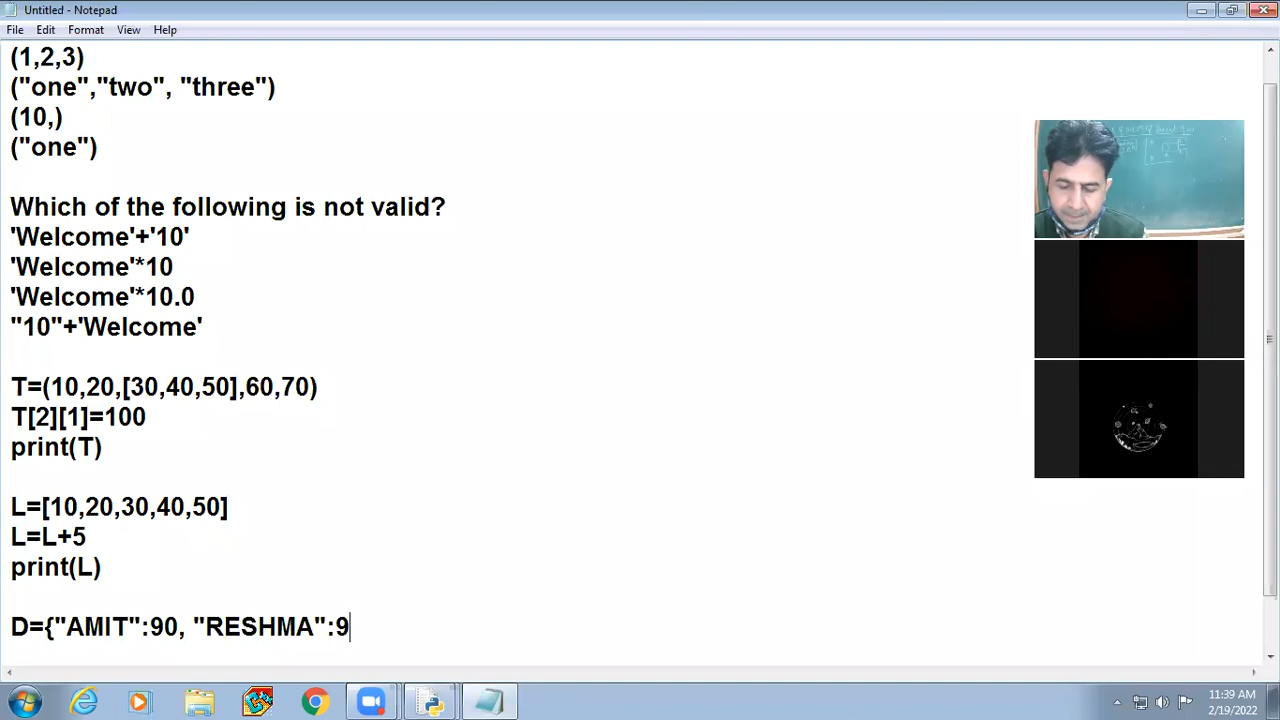 Untitled - Notepad
File Edit Format View Help
(1,2,3)
("one","two", "three")
(10,)
("one")
Which of the following is not valid?
'Welcome'+'10'
'Welcome'*10
'Welcome'*10.0
"10"+'Welcome'
T=(10,20,[30,40,50],60,70)
T[2][1]=100
print(T)
L=[10,20,30,40,50]
L=L+5
print(L)
D={"AMIT":90, "RESHMA":9
11:39 AM
2/19/2022